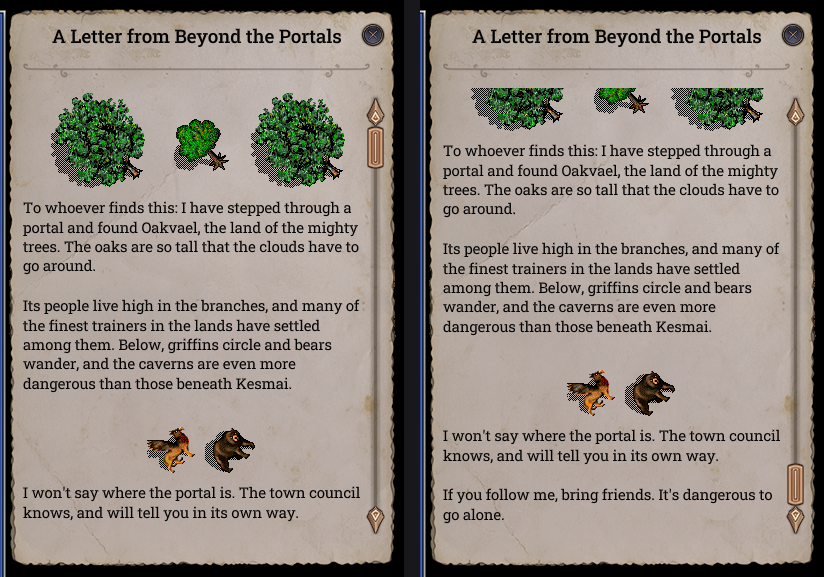 A Letter from Beyond the Portals
To whoever finds this: I have stepped through a
portal and found Oakvael, the land of the mighty
trees. The oaks are so tall that the clouds have to
go around.
Its people live high in the branches, and many of
the finest trainers in the lands have settled
among them. Below, griffins circle and bears
wander, and the caverns are even more
dangerous than those beneath Kesmai.
I won't say where the portal is. The town council
knows, and will tell you in its own way.
A Letter from Beyond the Portals
To whoever finds this: I have stepped through a
portal and found Oakvael, the land of the mighty
trees. The oaks are so tall that the clouds have to
go around.
Its people live high in the branches, and many of
the finest trainers in the lands have settled
among them. Below, griffins circle and bears
wander, and the caverns are even more
dangerous than those beneath Kesmai.
I won't say where the portal is. The town council
knows, and will tell you in its own way.
If you follow me, bring friends. It's dangerous to
go alone.